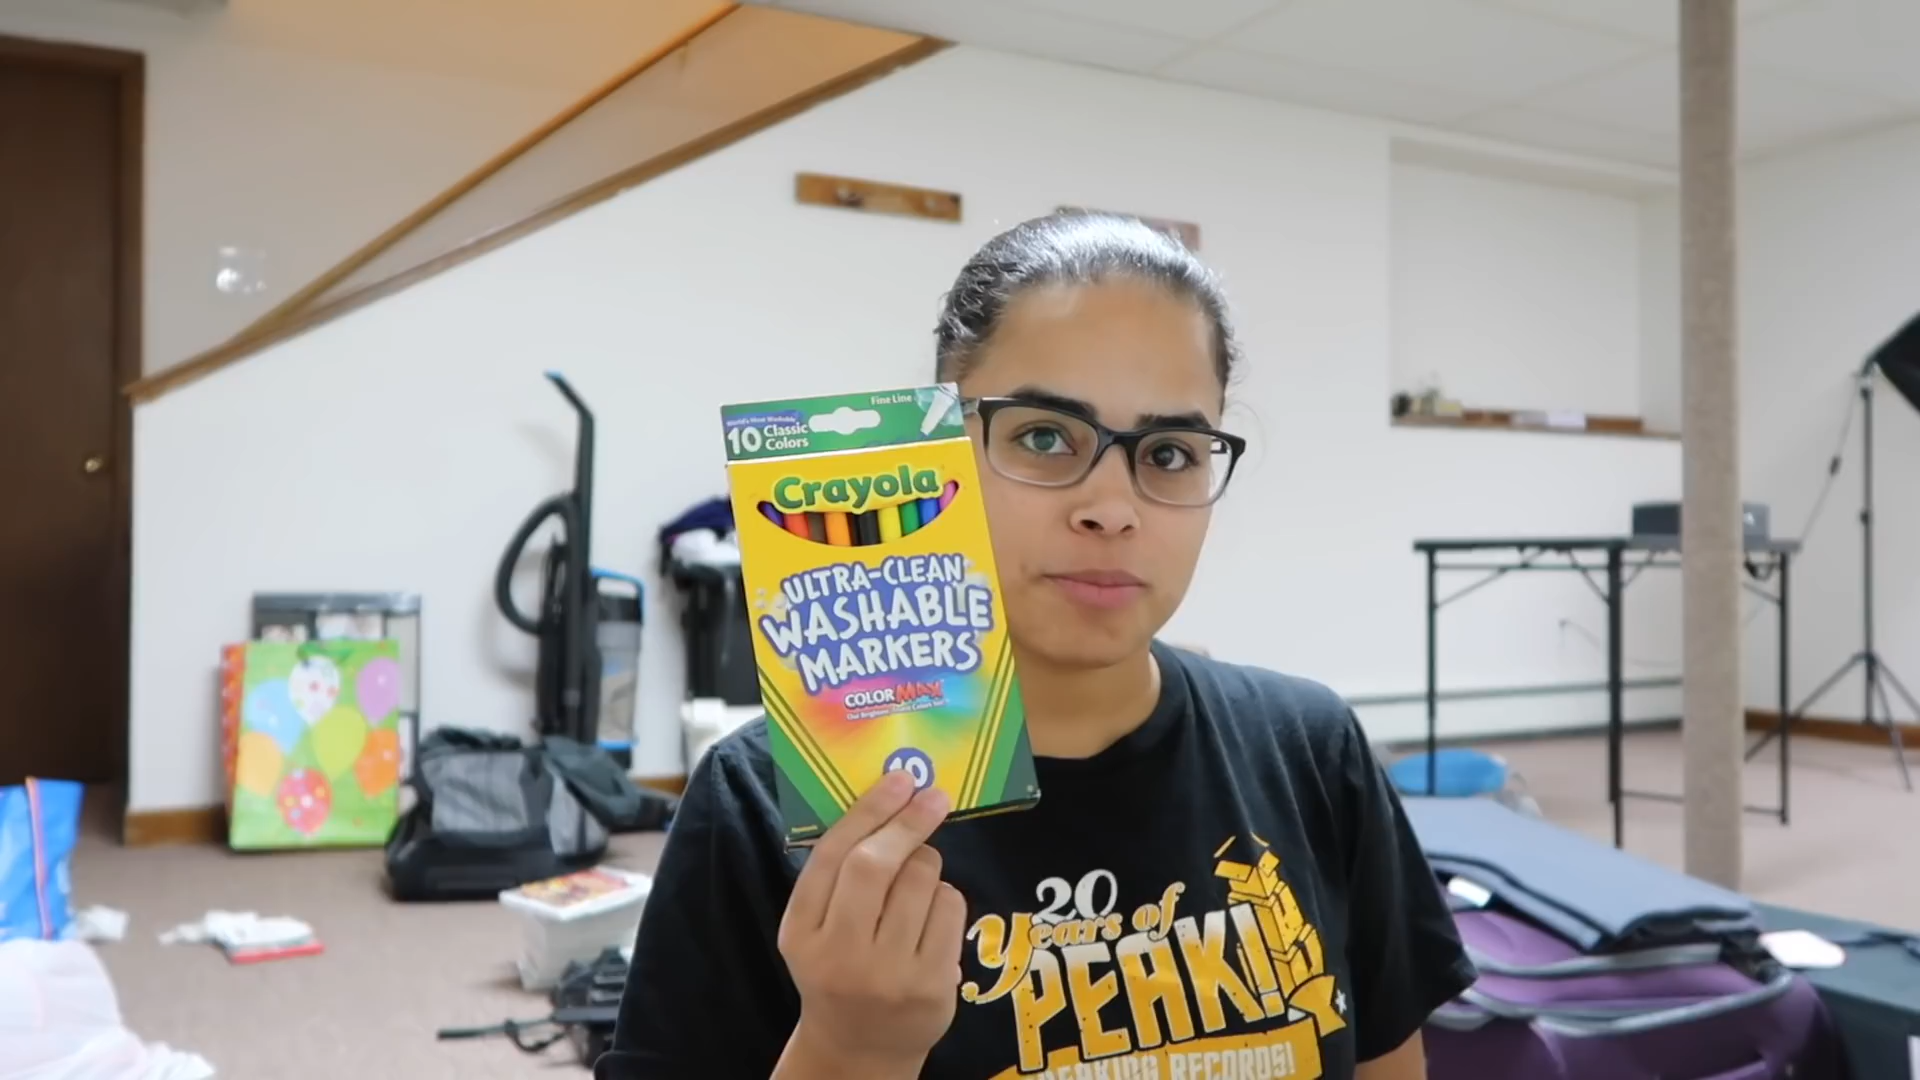 Fine Line
World's Most Washable
10 Classic
Colors
Crayola
ULTRA-CLEAN
WASHABLE
MARKERS
COLOR MAX
10
20
Years of
PEAK!
BREAKING RECORDS!